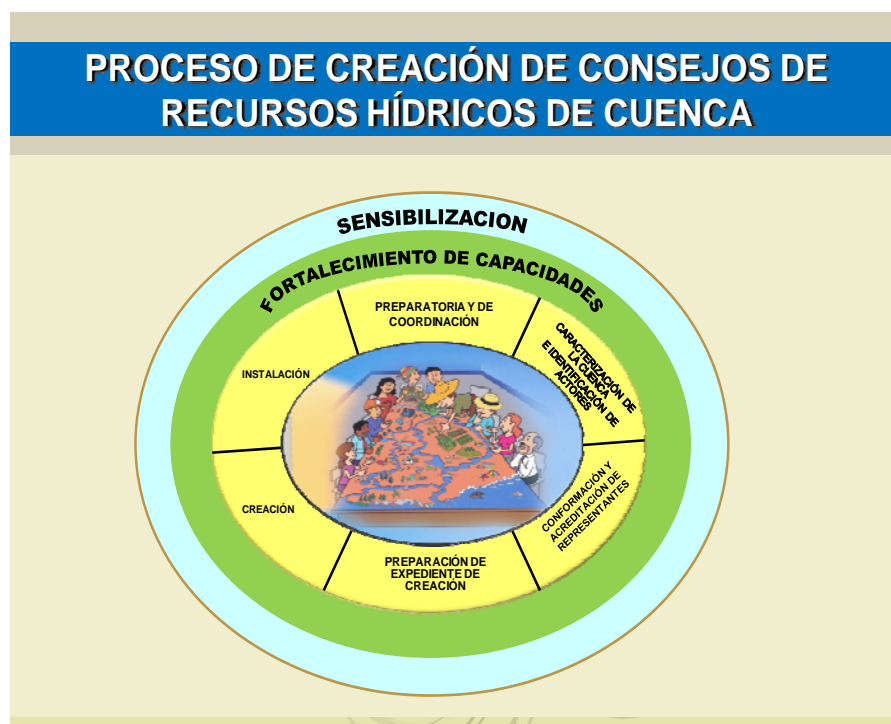 PROCESO DE CREACIÓN DE CONSEJOS DE
RECURSOS HÍDRICOS DE CUENCA
SENSIBILIZACION
FORTALECIMIENTO DE CAPACIDADES
PREPARATORIA Y DE
COORDINACIÓN
CARACTERIZACIÓN DE
LA CUENCA
E IDENTIFICACIÓN DE
ACTORES
CONFORMACIÓN Y
ACREDITACIÓN DE
REPRESENTANTES
PREPARACIÓN DE
EXPEDIENTE DE
CREACIÓN
CREACIÓN
INSTALACIÓN